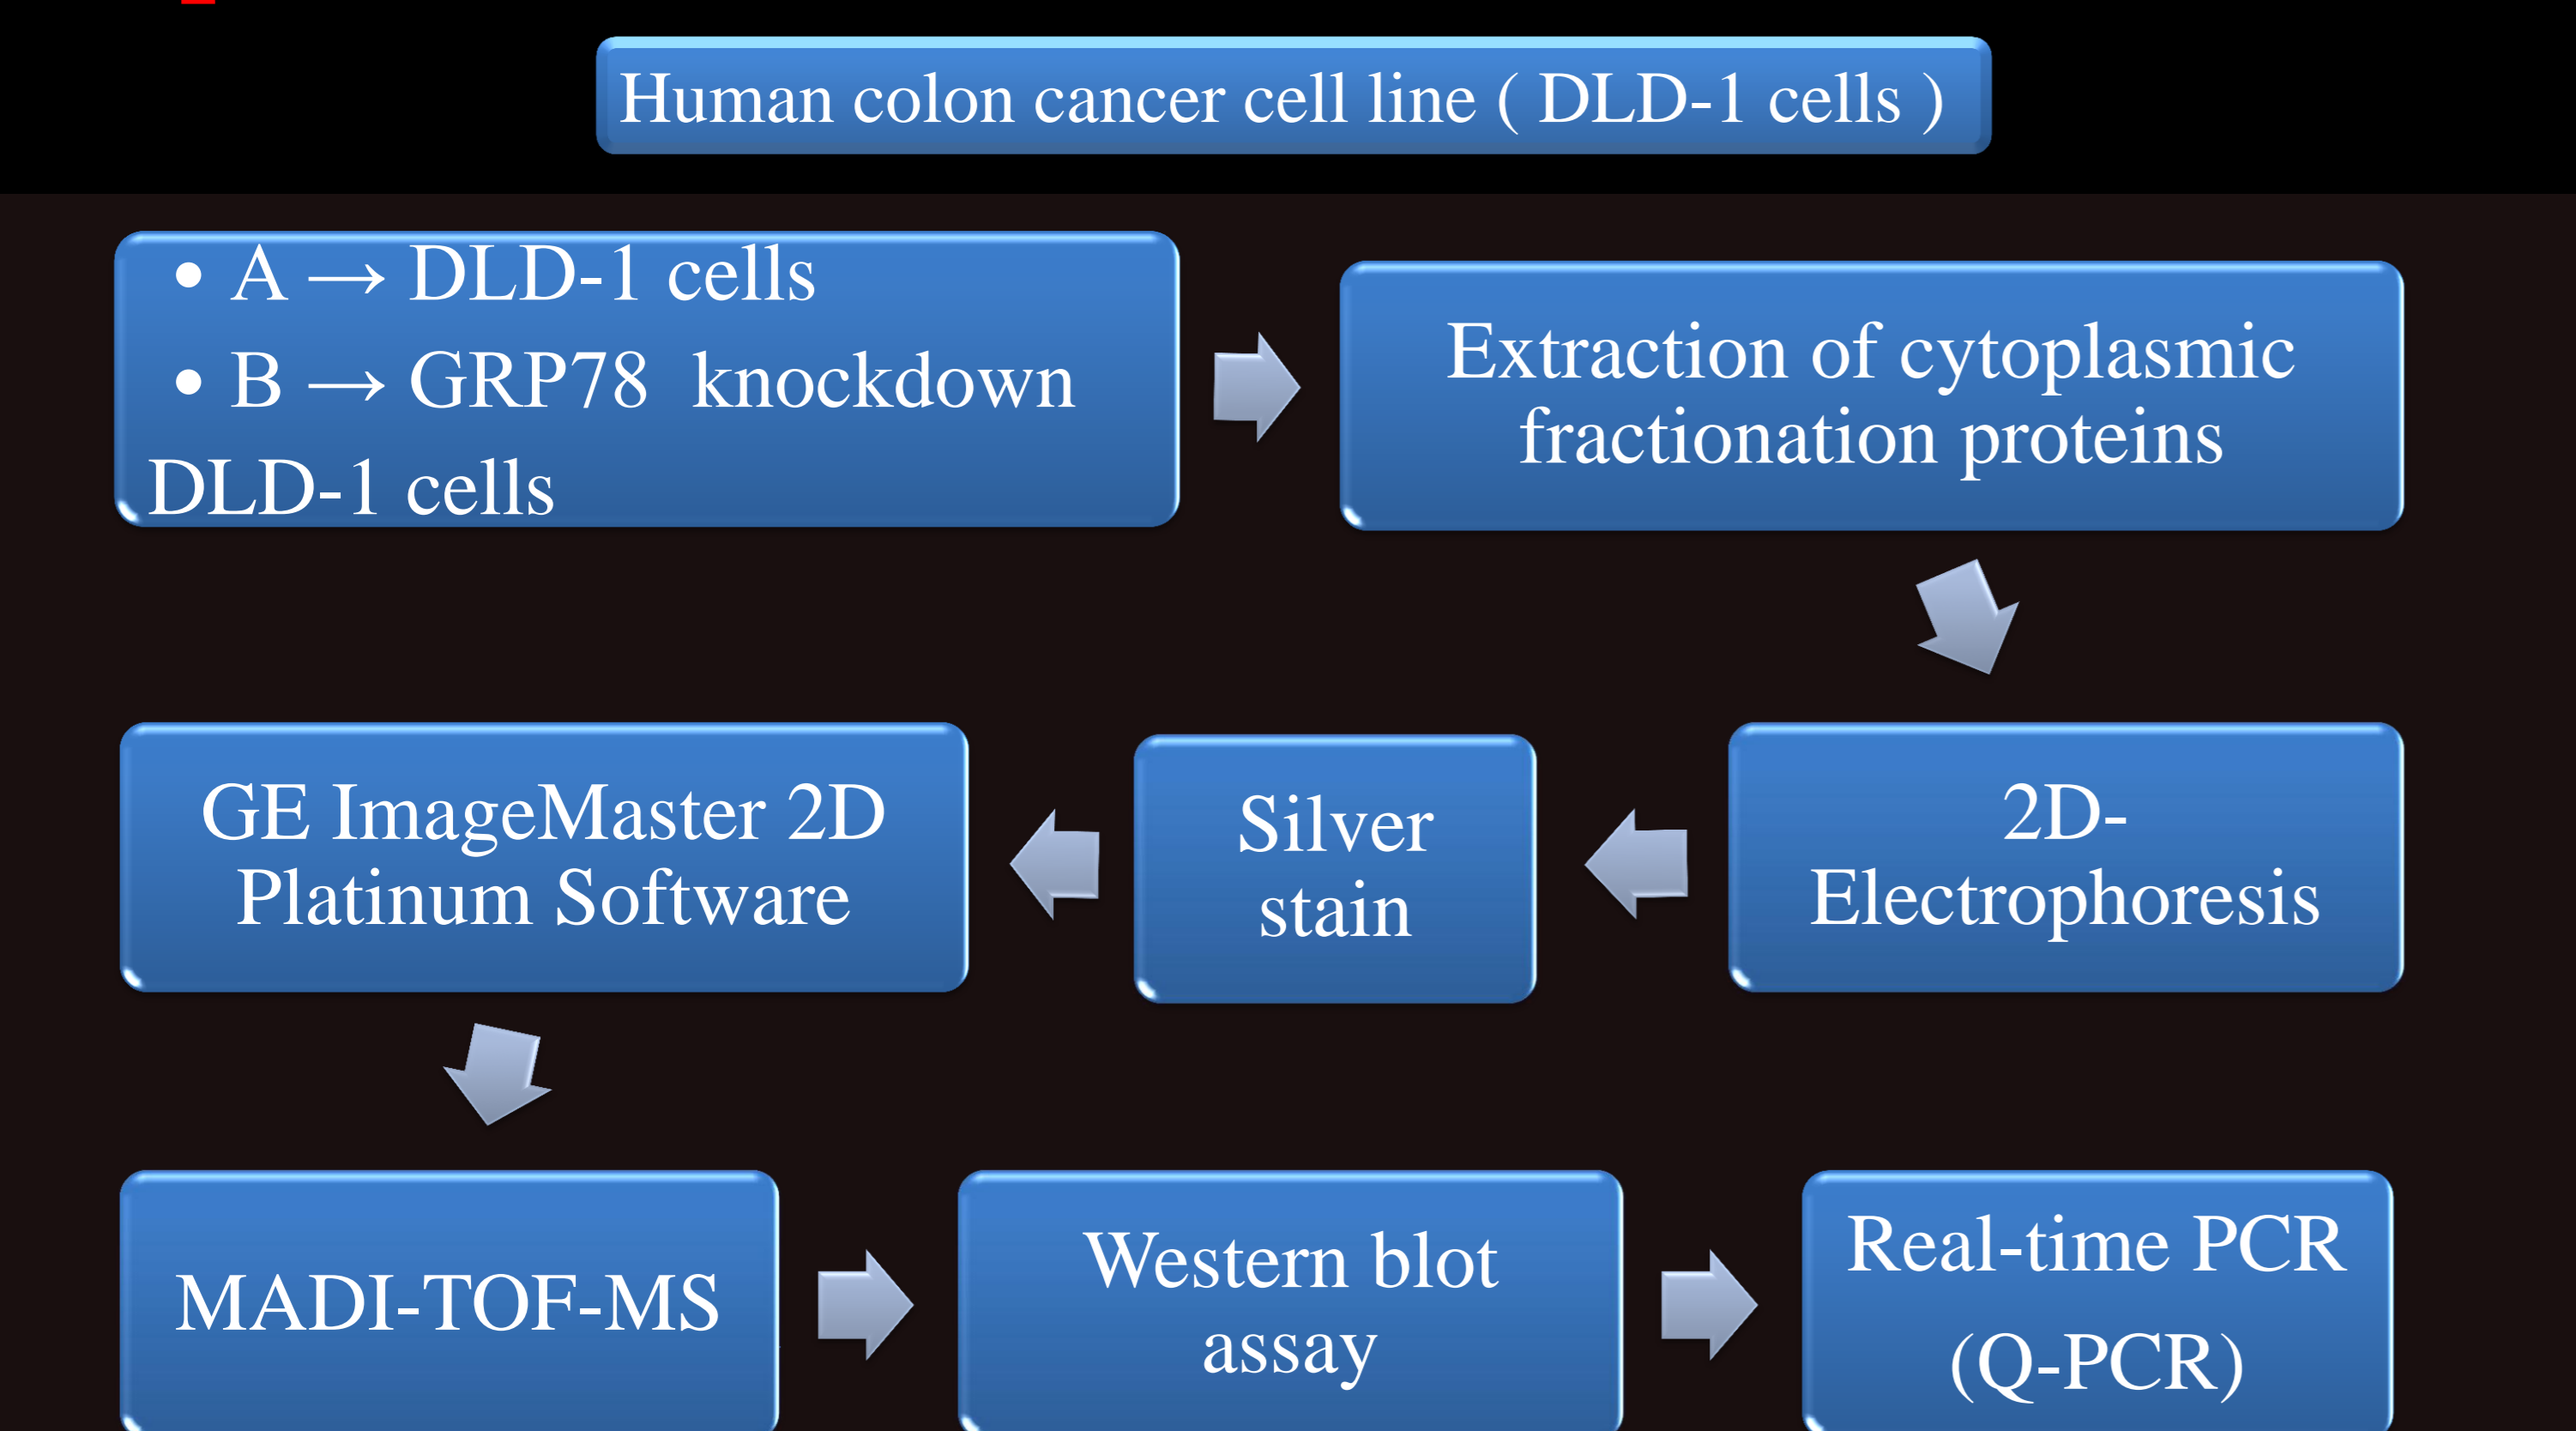 Human colon cancer cell line ( DLD-1 cells )
• A → DLD-1 cells
• B → GRP78 knockdown
DLD-1 cells
Extraction of cytoplasmic
fractionation proteins
GE ImageMaster 2D
Platinum Software
Silver
stain
2D-
Electrophoresis
MADI-TOF-MS
Western blot
assay
Real-time PCR
(Q-PCR)